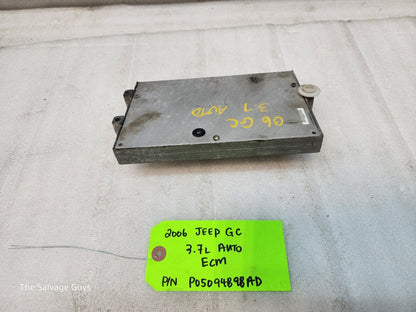 06 GC
3.7 AUTO
2006 JEEP GC
3.7L AUTO
ECM
P/N P05094898AD
The Salvage Guys